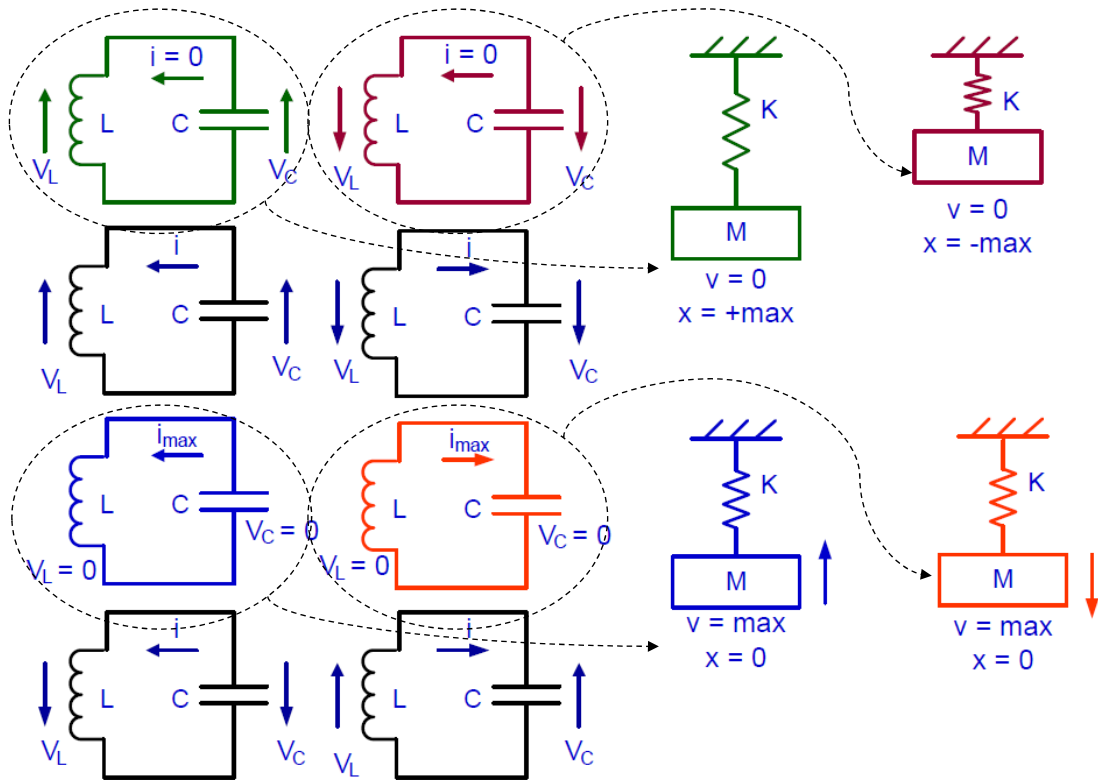 i = 0
L
C
V_L
V_C
i = 0
L
C
V_L
V_C
K
M
v = 0
x = +max
K
M
v = 0
x = -max
i
L
C
V_L
V_C
i
L
C
V_L
V_C
i_max
L
C
V_L = 0
V_C = 0
i_max
L
C
V_L = 0
V_C = 0
K
M
v = max
x = 0
K
M
v = max
x = 0
i
L
C
V_L
V_C
i
L
C
V_L
V_C